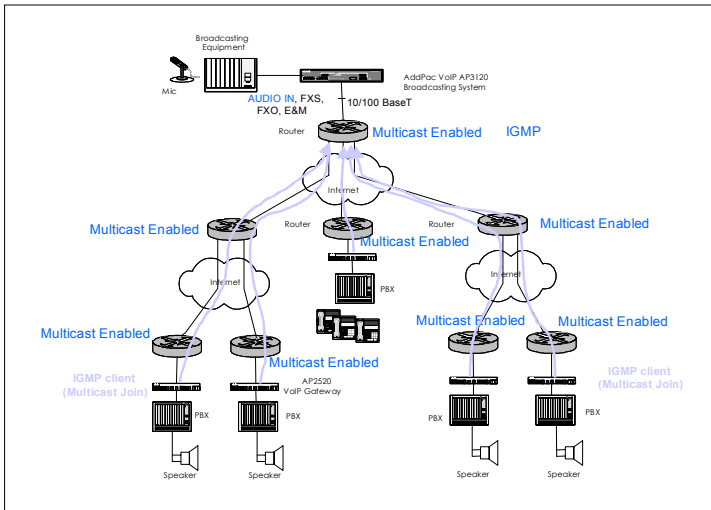 Broadcasting
Equipment
Mic
AddPac VoIP AP3120
Broadcasting System
AUDIO IN, FXS,
FXO, E&M
10/100 BaseT
Router
Multicast Enabled
IGMP
Internet
Multicast Enabled
Router
Router
Multicast Enabled
Multicast Enabled
Internet
PBX
Internet
Multicast Enabled
Multicast Enabled
Multicast Enabled
Multicast Enabled
IGMP client
(Multicast Join)
AP2520
VoIP Gateway
IGMP client
(Multicast Join)
PBX
PBX
PBX
PBX
Speaker
Speaker
Speaker
Speaker